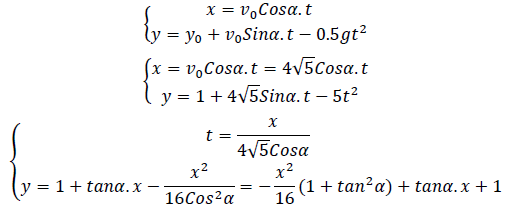 x = v₀Cosα.t
y = y₀ + v₀Sinα.t − 0.5gt²
x = v₀Cosα.t = 4√5Cosα.t
y = 1 + 4√5Sinα.t − 5t²
t = x / 4√5Cosα
y = 1 + tanα.x − x² / 16Cos²α = − x² / 16 (1 + tan²α) + tanα.x + 1